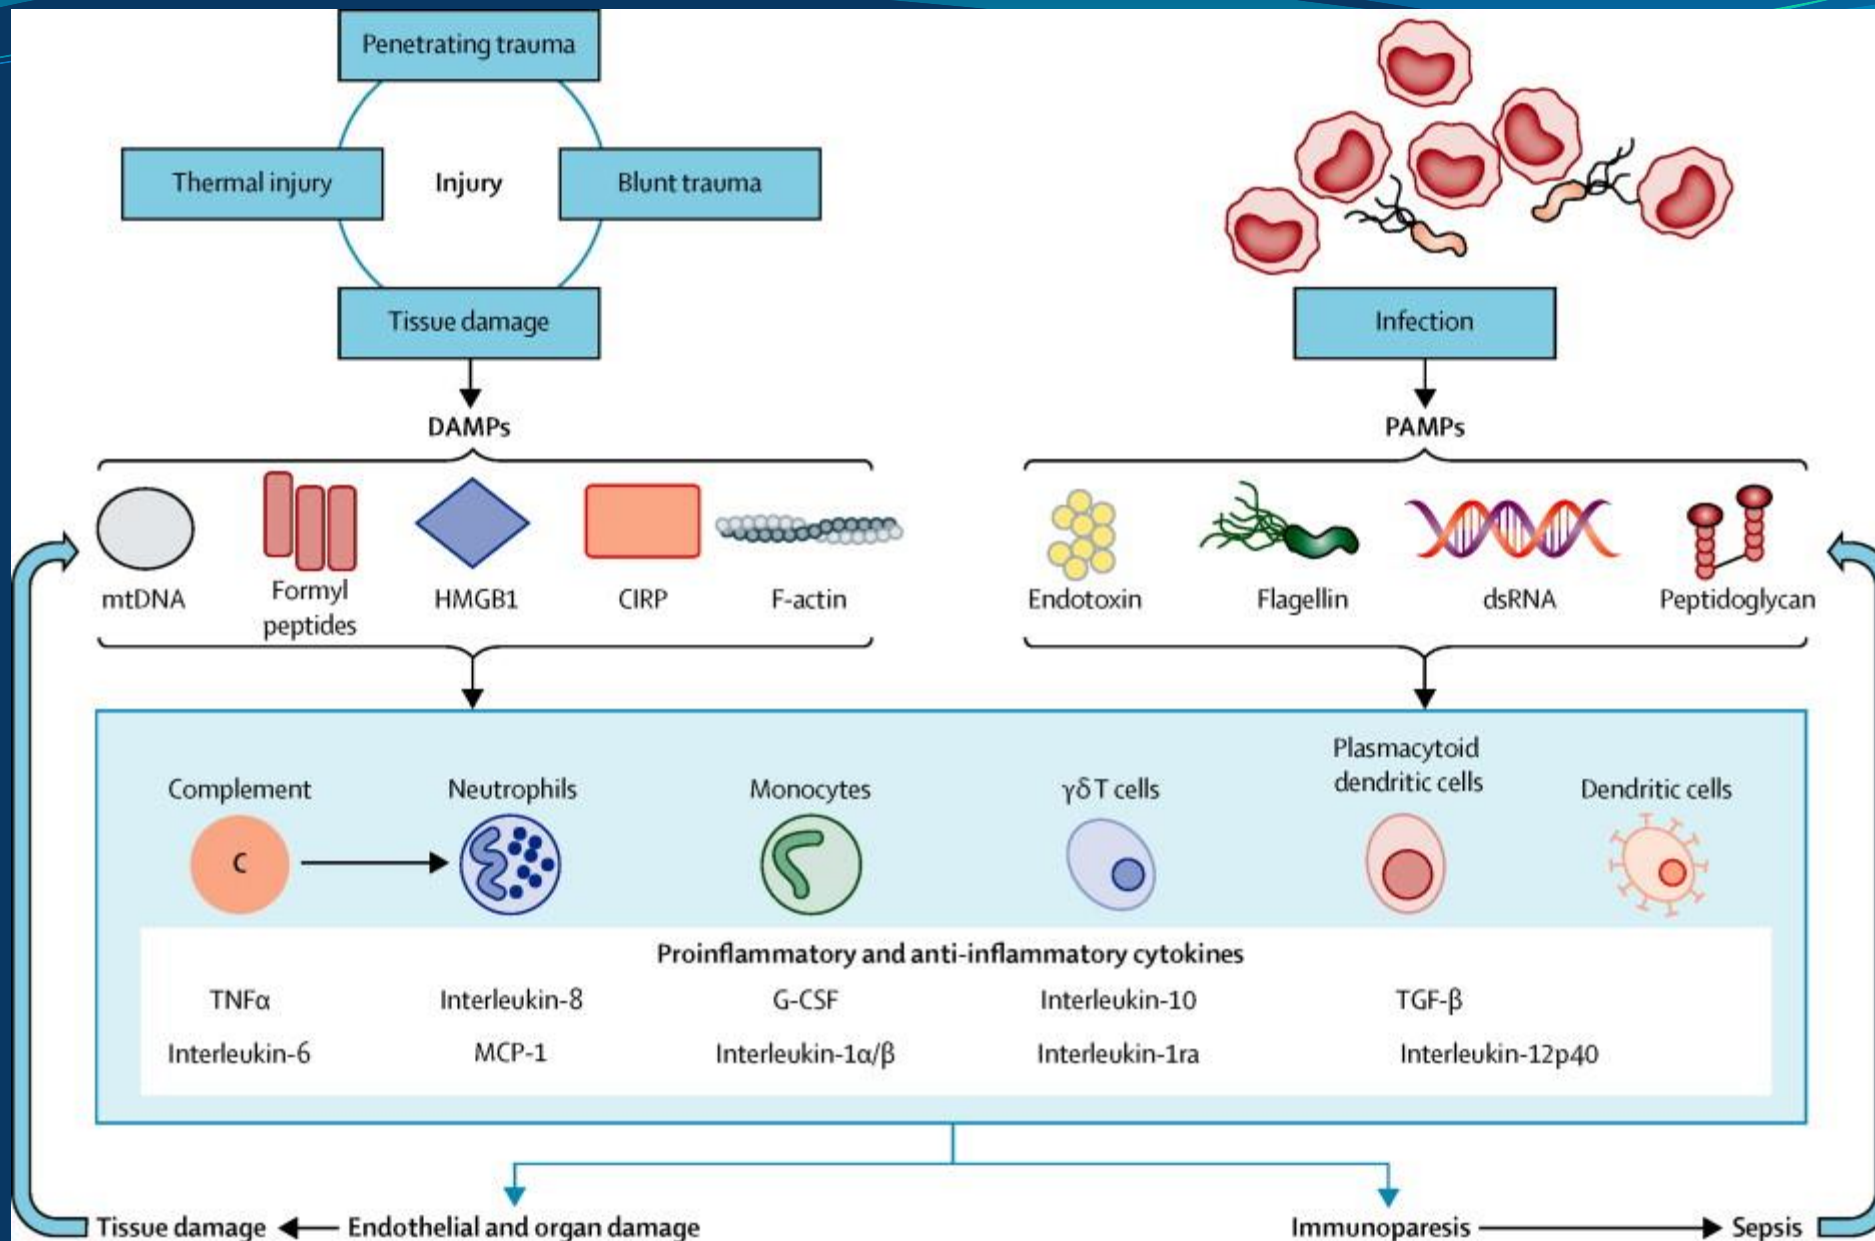 Penetrating trauma
Thermal injury
Injury
Blunt trauma
Tissue damage
Infection
DAMPs
PAMPs
mtDNA
Formyl
peptides
HMGB1
CIRP
F-actin
Endotoxin
Flagellin
dsRNA
Peptidoglycan
Complement
Neutrophils
Monocytes
γδ T cells
Plasmacytoid
dendritic cells
Dendritic cells
C
Proinflammatory and anti-inflammatory cytokines
TNFα
Interleukin-8
G-CSF
Interleukin-10
TGF-β
Interleukin-6
MCP-1
Interleukin-1α/β
Interleukin-1ra
Interleukin-12p40
Tissue damage
Endothelial and organ damage
Immunoparesis
Sepsis